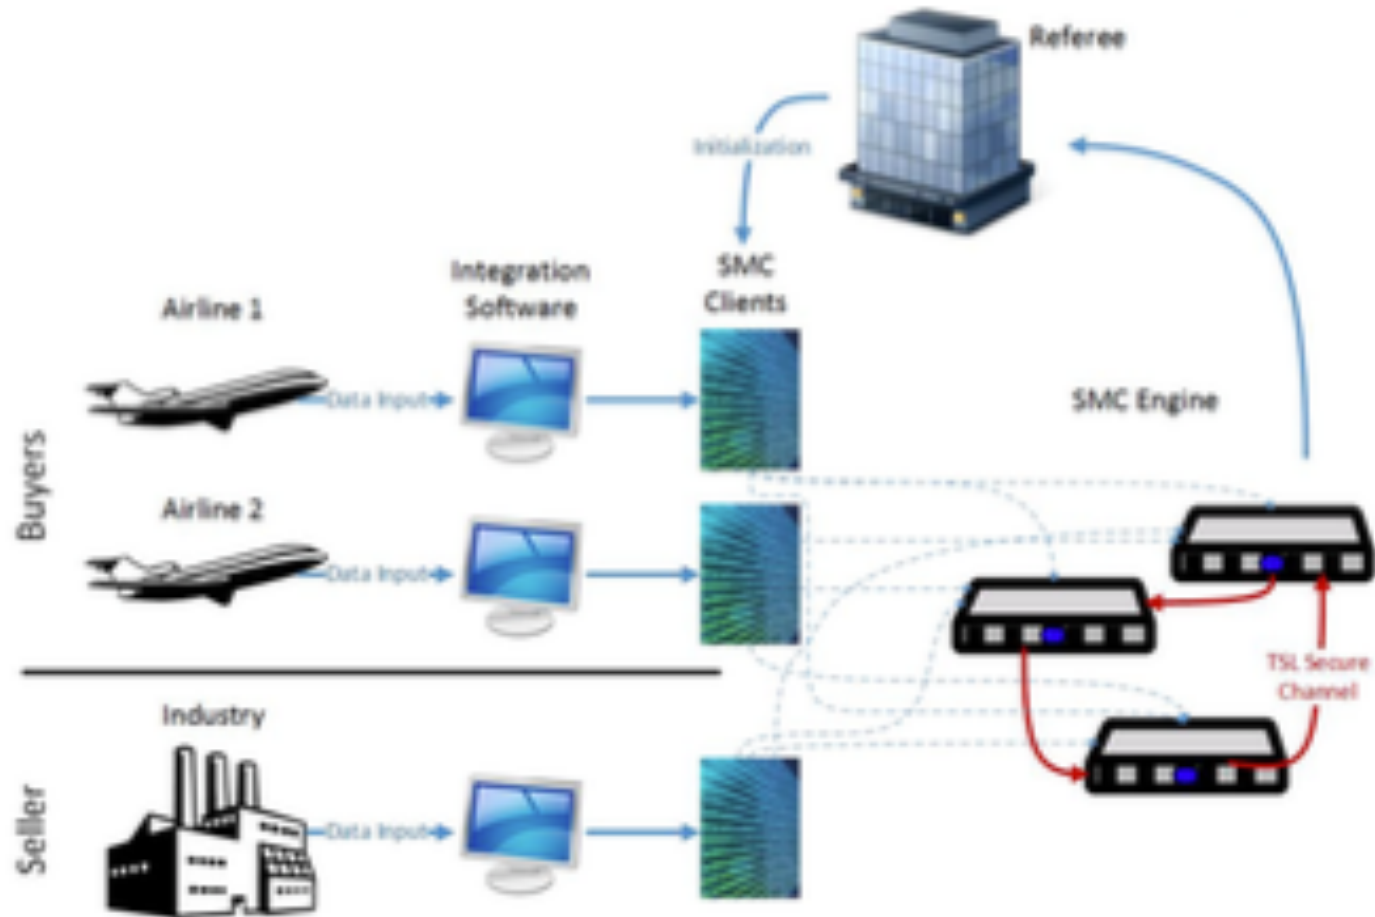 Referee
Initialization
Integration
Software
SMC
Clients
Airline 1
Data Input
SMC Engine
Buyers
Airline 2
Data Input
TSL Secure
Channel
Industry
Seller
Data Input